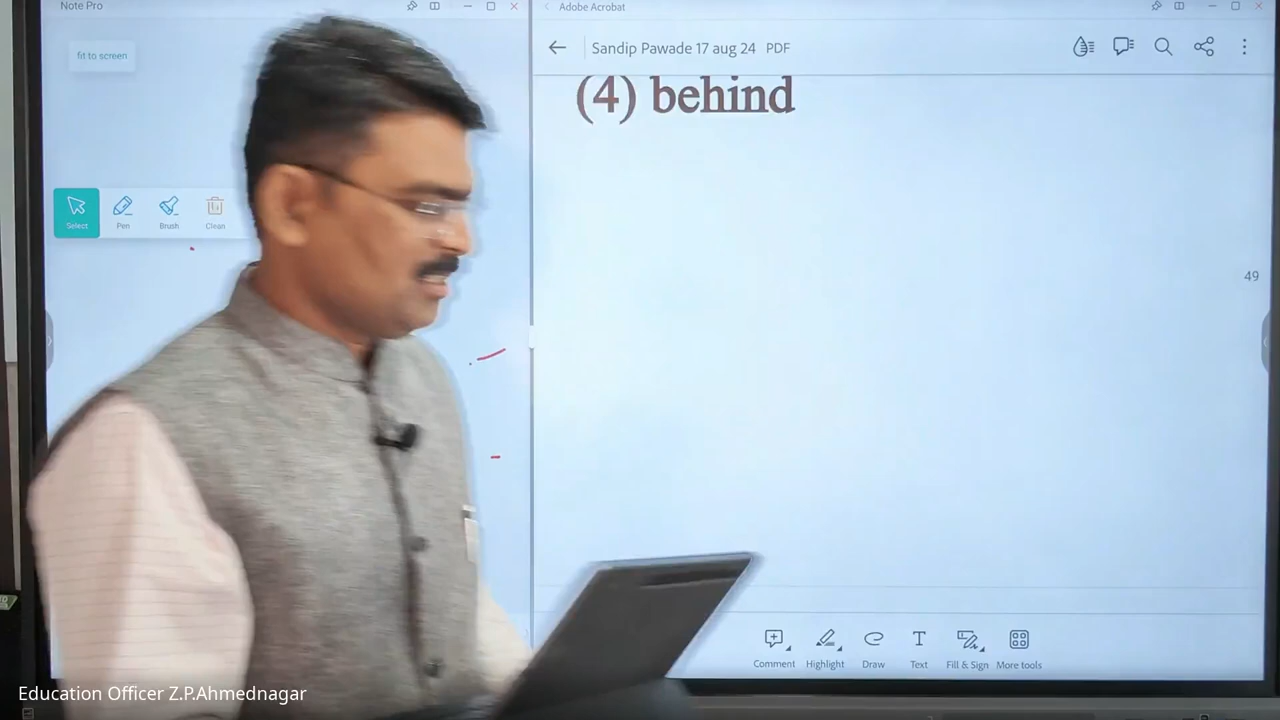 Note Pro
Adobe Acrobat
fit to screen
Sandip Pawade 17 aug 24 PDF
(4) behind
Select
Pen
Brush
Clean
49
Comment
Highlight
Draw
Text
Fill & Sign
More tools
Education Officer Z.P.Ahmednagar